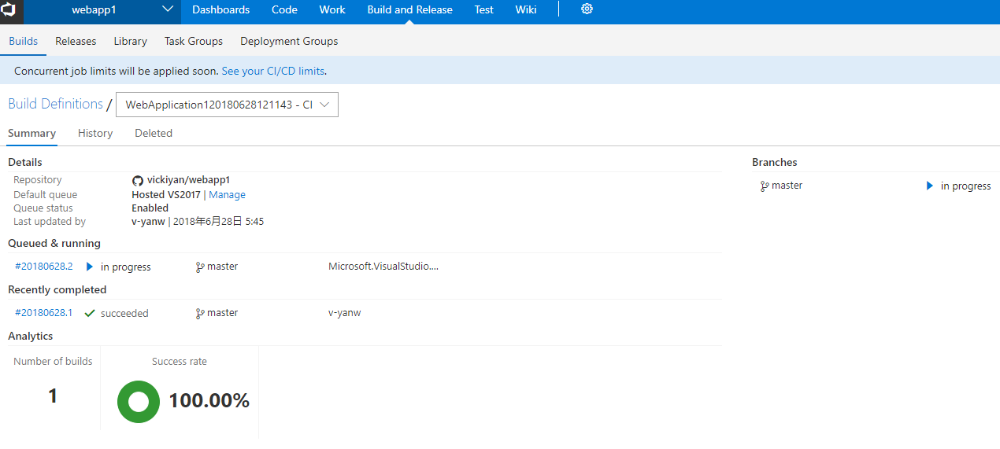 webapp1 Dashboards Code Work Build and Release Test Wiki
Builds Releases Library Task Groups Deployment Groups
Concurrent job limits will be applied soon. See your CI/CD limits.
Build Definitions / WebApplication120180628121143 - CI
Summary History Deleted
Details
Repository vickiyan/webapp1
Default queue Hosted VS2017 | Manage
Queue status Enabled
Last updated by v-yanw | 2018年6月28日 5:45
Queued & running
#20180628.2 in progress master Microsoft.VisualStudio....
Recently completed
#20180628.1 succeeded master v-yanw
Analytics
Number of builds Success rate
1 100.00%
Branches
master in progress